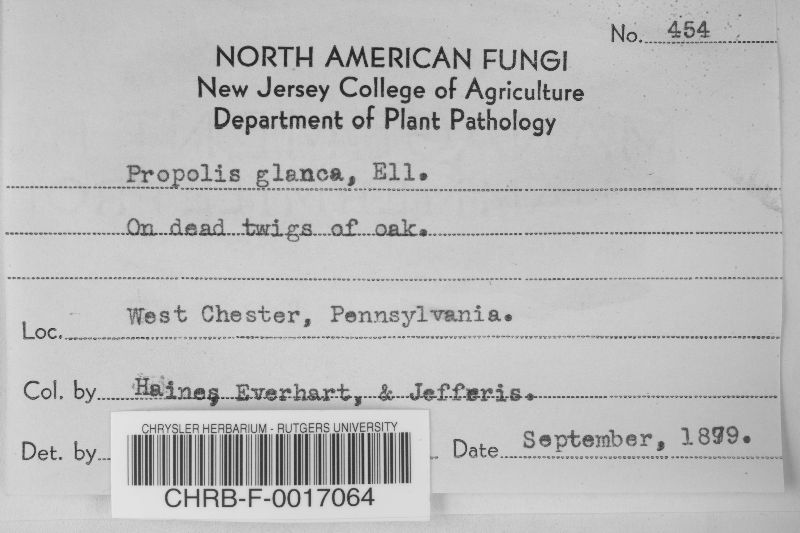 No. 454
NORTH AMERICAN FUNGI
New Jersey College of Agriculture
Department of Plant Pathology
Propolis glanca, Ell.
On dead twigs of oak.
Loc. West Chester, Pennsylvania.
Col. by Haines, Everhart, & Jefferis.
Det. by
Date September, 1879.
CHRYSLER HERBARIUM - RUTGERS UNIVERSITY
CHRB-F-0017064